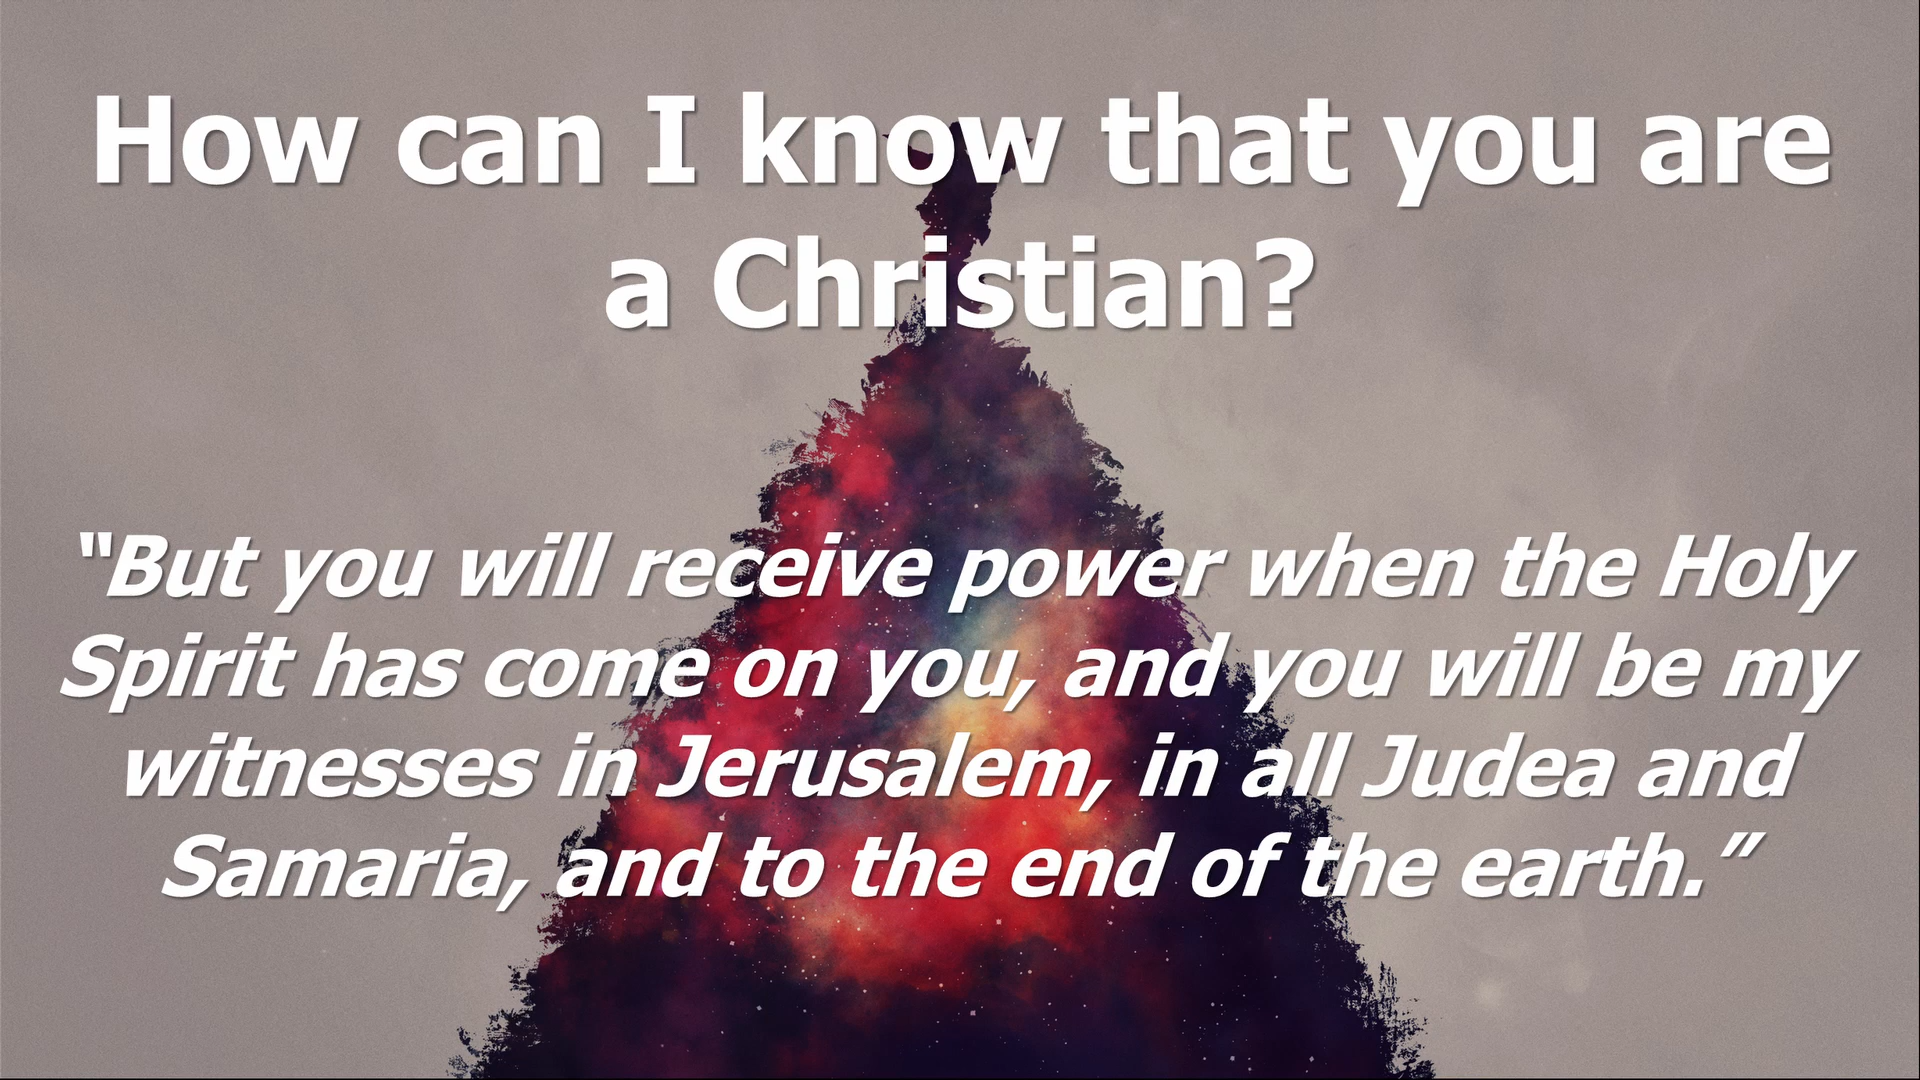 How can I know that you are
a Christian?
“But you will receive power when the Holy
Spirit has come on you, and you will be my
witnesses in Jerusalem, in all Judea and
Samaria, and to the end of the earth.”